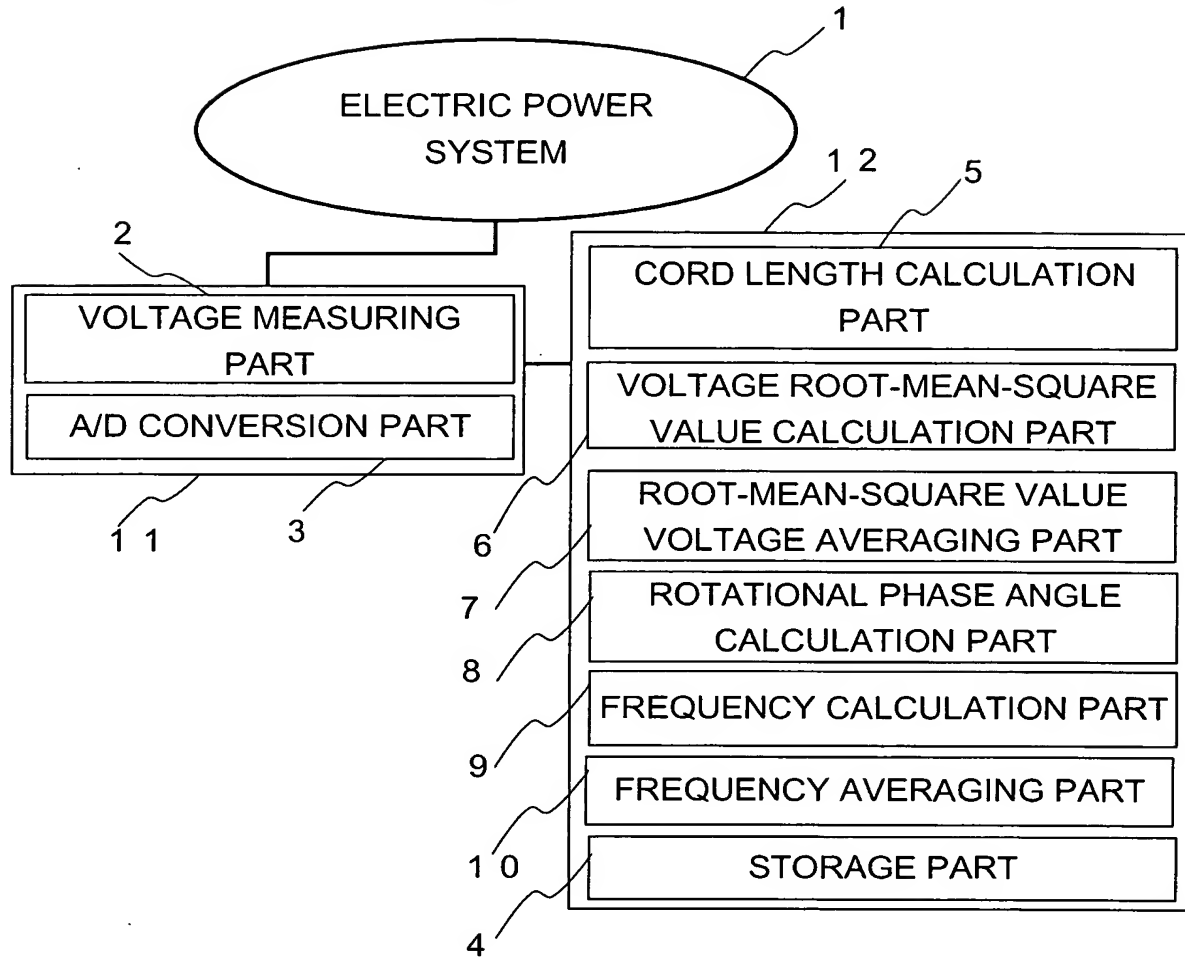 1
ELECTRIC POWER
SYSTEM
1 2
5
2
CORD LENGTH CALCULATION
PART
VOLTAGE MEASURING
PART
A/D CONVERSION PART
VOLTAGE ROOT-MEAN-SQUARE
VALUE CALCULATION PART
1 1
3
6
ROOT-MEAN-SQUARE VALUE
VOLTAGE AVERAGING PART
7
ROTATIONAL PHASE ANGLE
CALCULATION PART
8
FREQUENCY CALCULATION PART
9
FREQUENCY AVERAGING PART
1 0
STORAGE PART
4